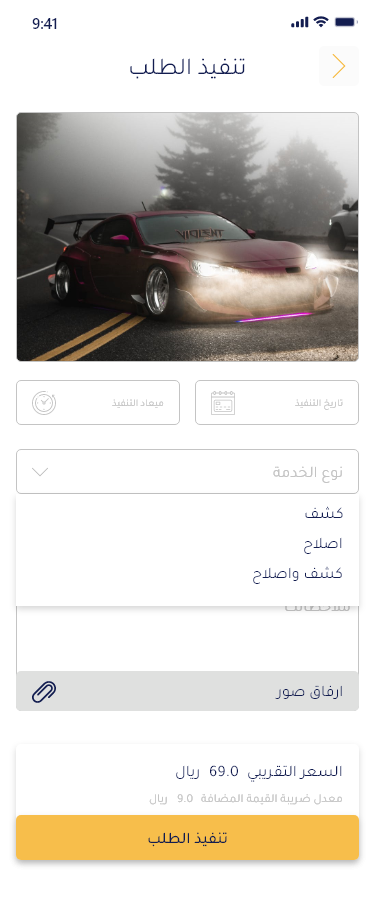 9:41
تنفيذ الطلب
VIOLENT
تاريخ التنفيذ
ميعاد التنفيذ
نوع الخدمة
كشف
اصلاح
كشف واصلاح
ملاحظاتك
ارفاق صور
السعر التقريبي 69.0 ريال
معدل ضريبة القيمة المضافة 9.0 ريال
تنفيذ الطلب